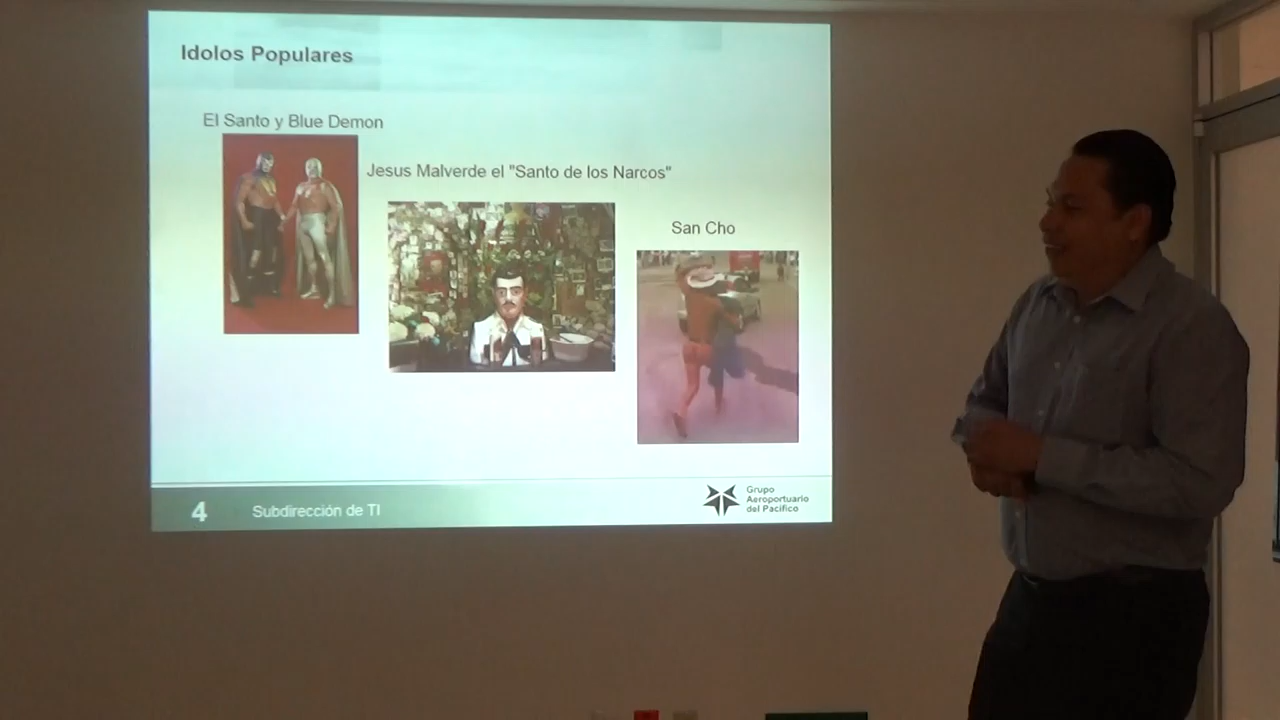 Idolos Populares
El Santo y Blue Demon
Jesus Malverde el "Santo de los Narcos"
San Cho
4
Subdirección de TI
Grupo
Aeroportuario
del Pacifico